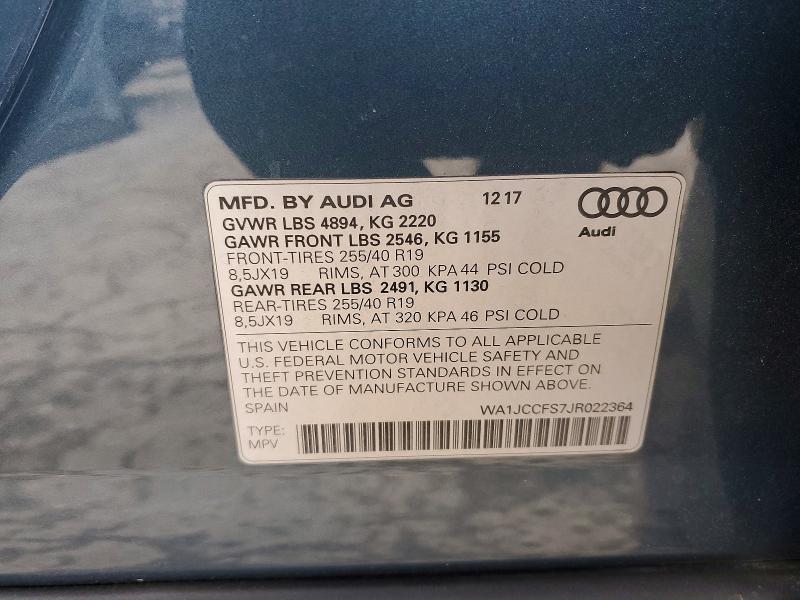 MFD. BY AUDI AG 12 17
GVWR LBS 4894, KG 2220
GAWR FRONT LBS 2546, KG 1155
Audi
FRONT-TIRES 255/40 R19
8,5JX19 RIMS, AT 300 KPA 44 PSI COLD
GAWR REAR LBS 2491, KG 1130
REAR-TIRES 255/40 R19
8,5JX19 RIMS, AT 320 KPA 46 PSI COLD
THIS VEHICLE CONFORMS TO ALL APPLICABLE
U.S. FEDERAL MOTOR VEHICLE SAFETY AND
THEFT PREVENTION STANDARDS IN EFFECT ON
THE DATE OF MANUFACTURE SHOWN ABOVE.
SPAIN WA1JCCFS7JR022364
TYPE:
MPV